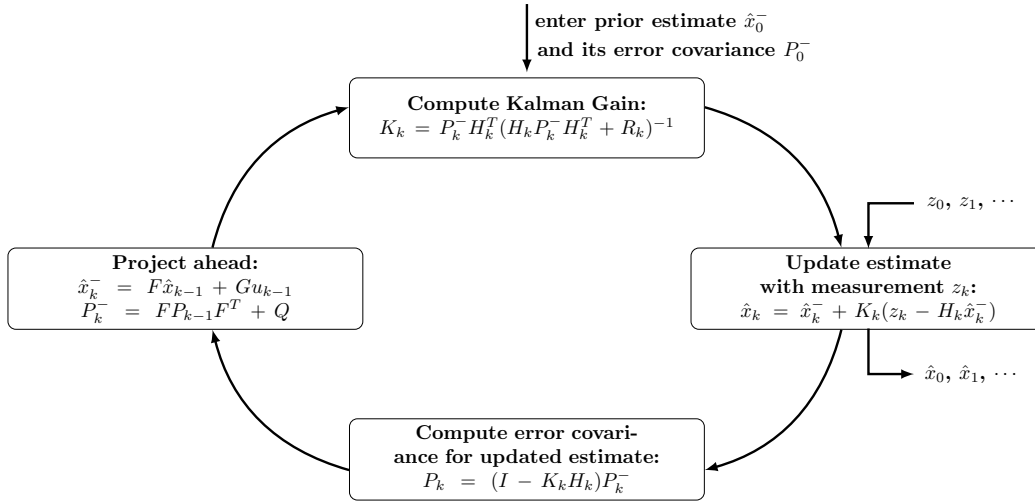 enter prior estimate x̂₀⁻
and its error covariance P₀⁻
Compute Kalman Gain:
Kₖ = Pₖ⁻Hₖᵀ(HₖPₖ⁻Hₖᵀ + Rₖ)⁻¹
z₀, z₁, ⋯
Update estimate
with measurement zₖ:
x̂ₖ = x̂ₖ⁻ + Kₖ(zₖ − Hₖx̂ₖ⁻)
x̂₀, x̂₁, ⋯
Compute error covari-
ance for updated estimate:
Pₖ = (I − KₖHₖ)Pₖ⁻
Project ahead:
x̂ₖ⁻ = Fx̂ₖ₋₁ + Guₖ₋₁
Pₖ⁻ = FPₖ₋₁Fᵀ + Q